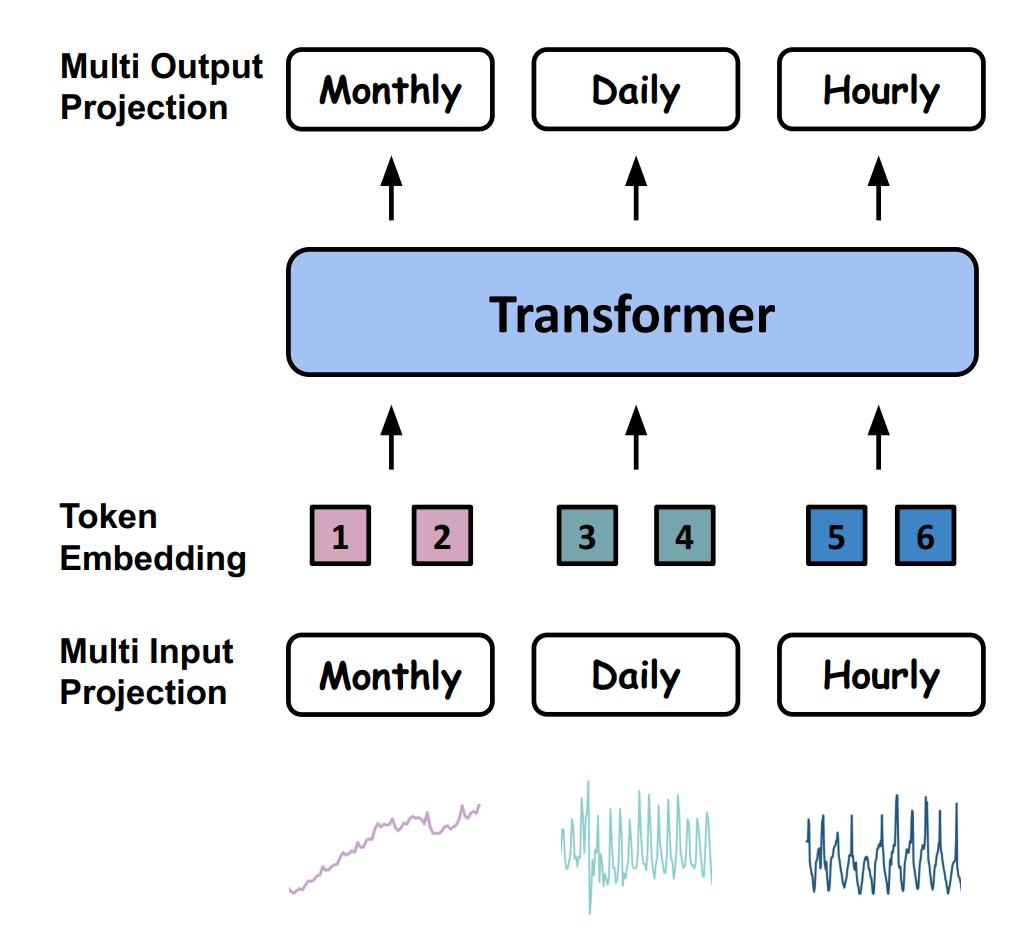 Multi Output
Projection
Monthly
Daily
Hourly
Transformer
Token
Embedding
1
2
3
4
5
6
Multi Input
Projection
Monthly
Daily
Hourly